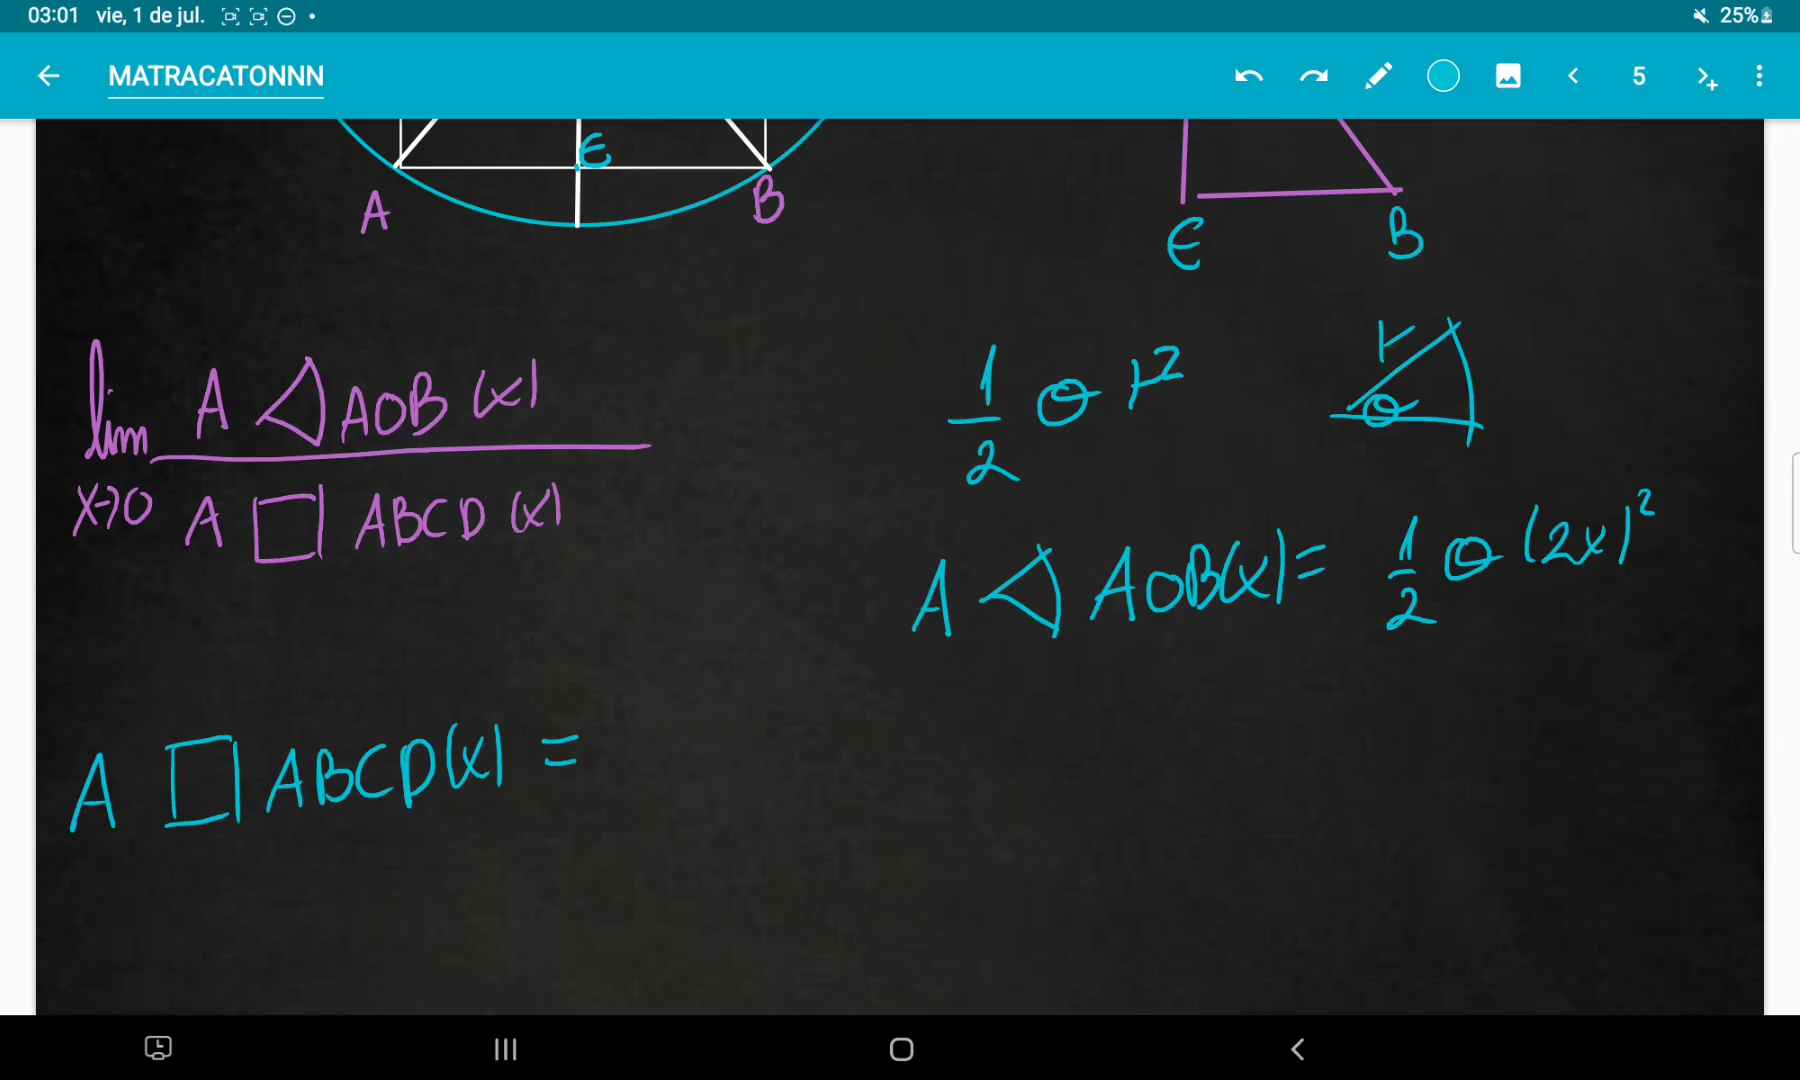 03:01 vie, 1 de jul. 25%
MATRACATONNN 5
E
A B
E B
lim A ◁ AOB (x)
x→0 A □ ABCD (x)
1/2 θ r²
r
θ
A ◁ AOB(x) = 1/2 θ (2x)²
A □ ABCD(x) =